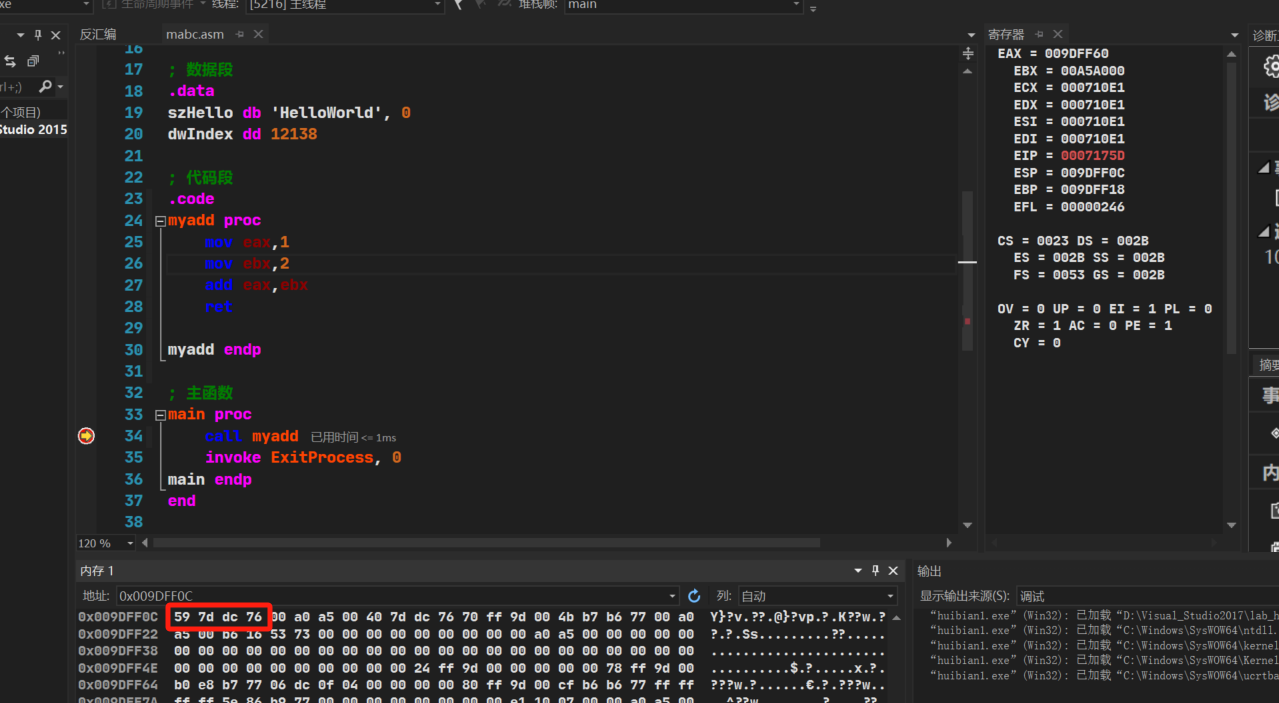 xe 生命周期事件 线程: [5216] 主线程 堆栈帧: main
反汇编 mabc.asm
16
17 ; 数据段
18 .data
19 szHello db 'HelloWorld', 0
20 dwIndex dd 12138
21
22 ; 代码段
23 .code
24 myadd proc
25 mov eax,1
26 mov ebx,2
27 add eax,ebx
28 ret
29
30 myadd endp
31
32 ; 主函数
33 main proc
34 call myadd 已用时间 <= 1ms
35 invoke ExitProcess, 0
36 main endp
37 end
38
120 %
rl+;)
个项目)
Studio 2015
寄存器
EAX = 009DFF60
EBX = 00A5A000
ECX = 000710E1
EDX = 000710E1
ESI = 000710E1
EDI = 000710E1
EIP = 0007175D
ESP = 009DFF0C
EBP = 009DFF18
EFL = 00000246
CS = 0023 DS = 002B
ES = 002B SS = 002B
FS = 0053 GS = 002B
OV = 0 UP = 0 EI = 1 PL = 0
ZR = 1 AC = 0 PE = 1
CY = 0
诊断
诊
10
摘要
事
内
内存 1
地址: 0x009DFF0C 列: 自动
0x009DFF0C 59 7d dc 76 00 a0 a5 00 40 7d dc 76 70 ff 9d 00 4b b7 b6 77 00 a0 Y}?v.??.@}?vp.?.K??w.?
0x009DFF22 a5 00 b6 16 53 73 00 00 00 00 00 00 00 00 00 00 00 a0 a5 00 00 00 ?.?.Ss.........??.....
0x009DFF38 00 00 00 00 00 00 00 00 00 00 00 00 00 00 00 00 00 00 00 00 00 00 ......................
0x009DFF4E 00 00 00 00 00 00 00 00 00 00 24 ff 9d 00 00 00 00 00 78 ff 9d 00 ..........$.?.....x.?.
0x009DFF64 b0 e8 b7 77 06 dc 0f 04 00 00 00 00 80 ff 9d 00 cf b6 b6 77 ff ff ???w.?......€.?.???w..
输出
显示输出来源(S): 调试
“huibian1.exe” (Win32): 已加载 “D:\Visual_Studio2017\lab_h
“huibian1.exe” (Win32): 已加载 “C:\Windows\SysWOW64\ntdll.
“huibian1.exe” (Win32): 已加载 “C:\Windows\SysWOW64\kernel
“huibian1.exe” (Win32): 已加载 “C:\Windows\SysWOW64\Kernel
“huibian1.exe” (Win32): 已加载 “C:\Windows\SysWOW64\ucrtba